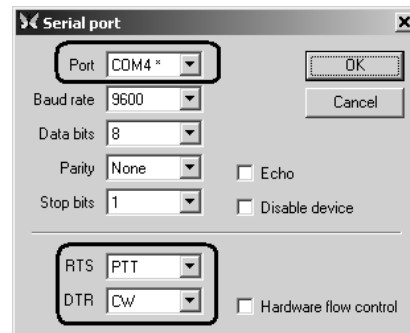 Serial port
Port COM4 * OK
Baud rate 9600 Cancel
Data bits 8
Parity None Echo
Stop bits 1 Disable device
RTS PTT
DTR CW Hardware flow control